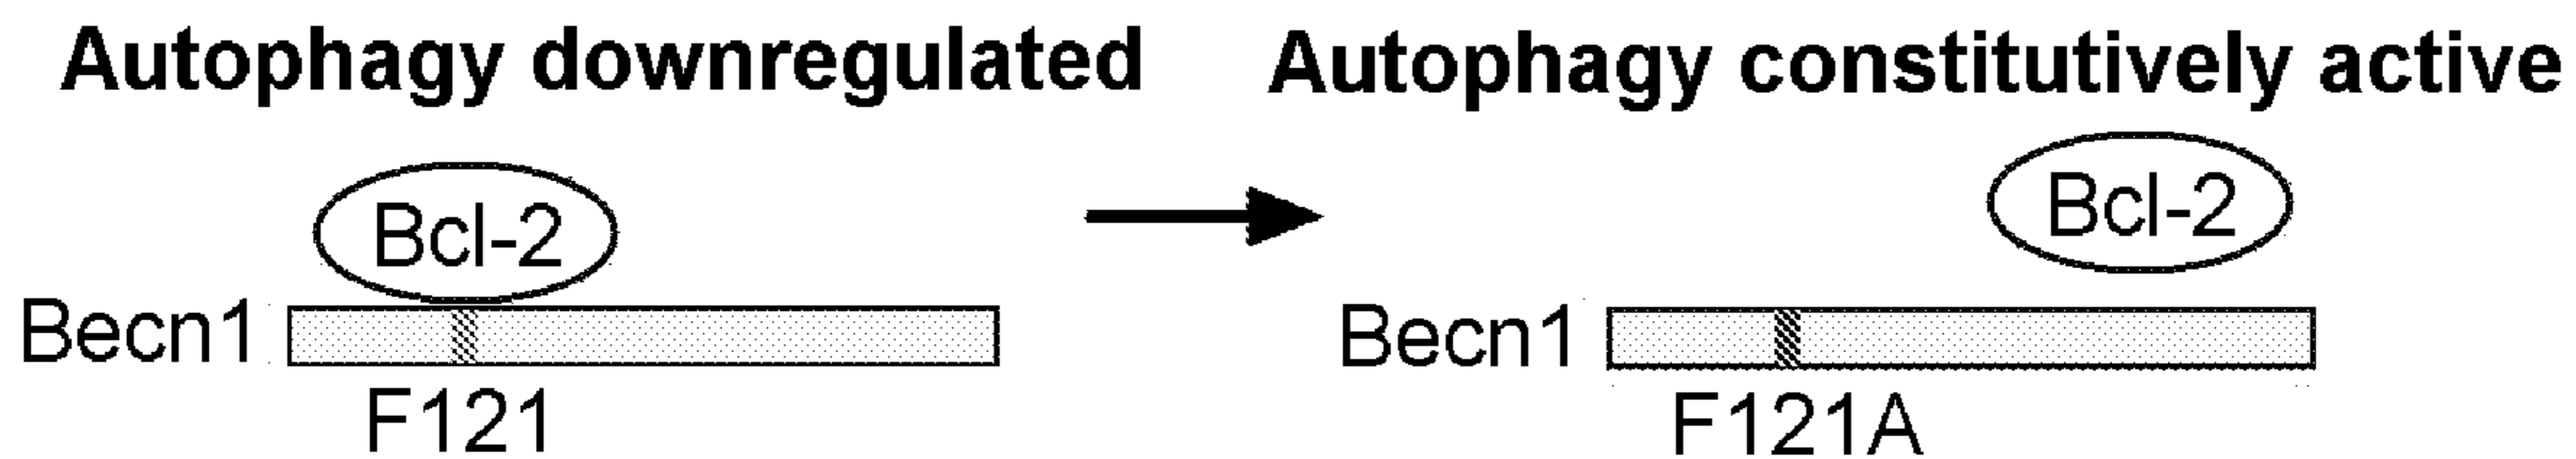 Autophagy downregulated
Bcl-2
Becn1
F121
Autophagy constitutively active
Bcl-2
Becn1
F121A